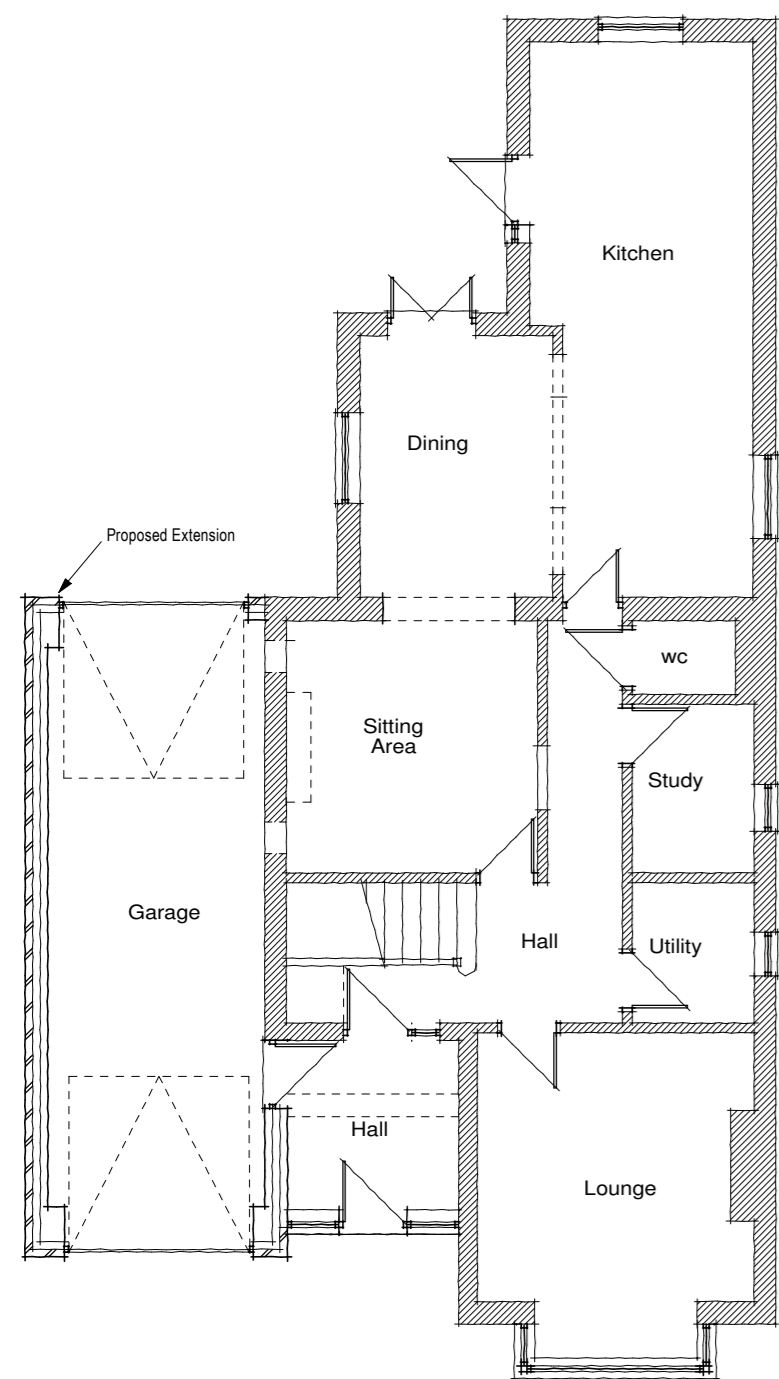 Kitchen
Dining
Proposed Extension
wc
Sitting
Area
Study
Garage
Hall
Utility
Hall
Lounge